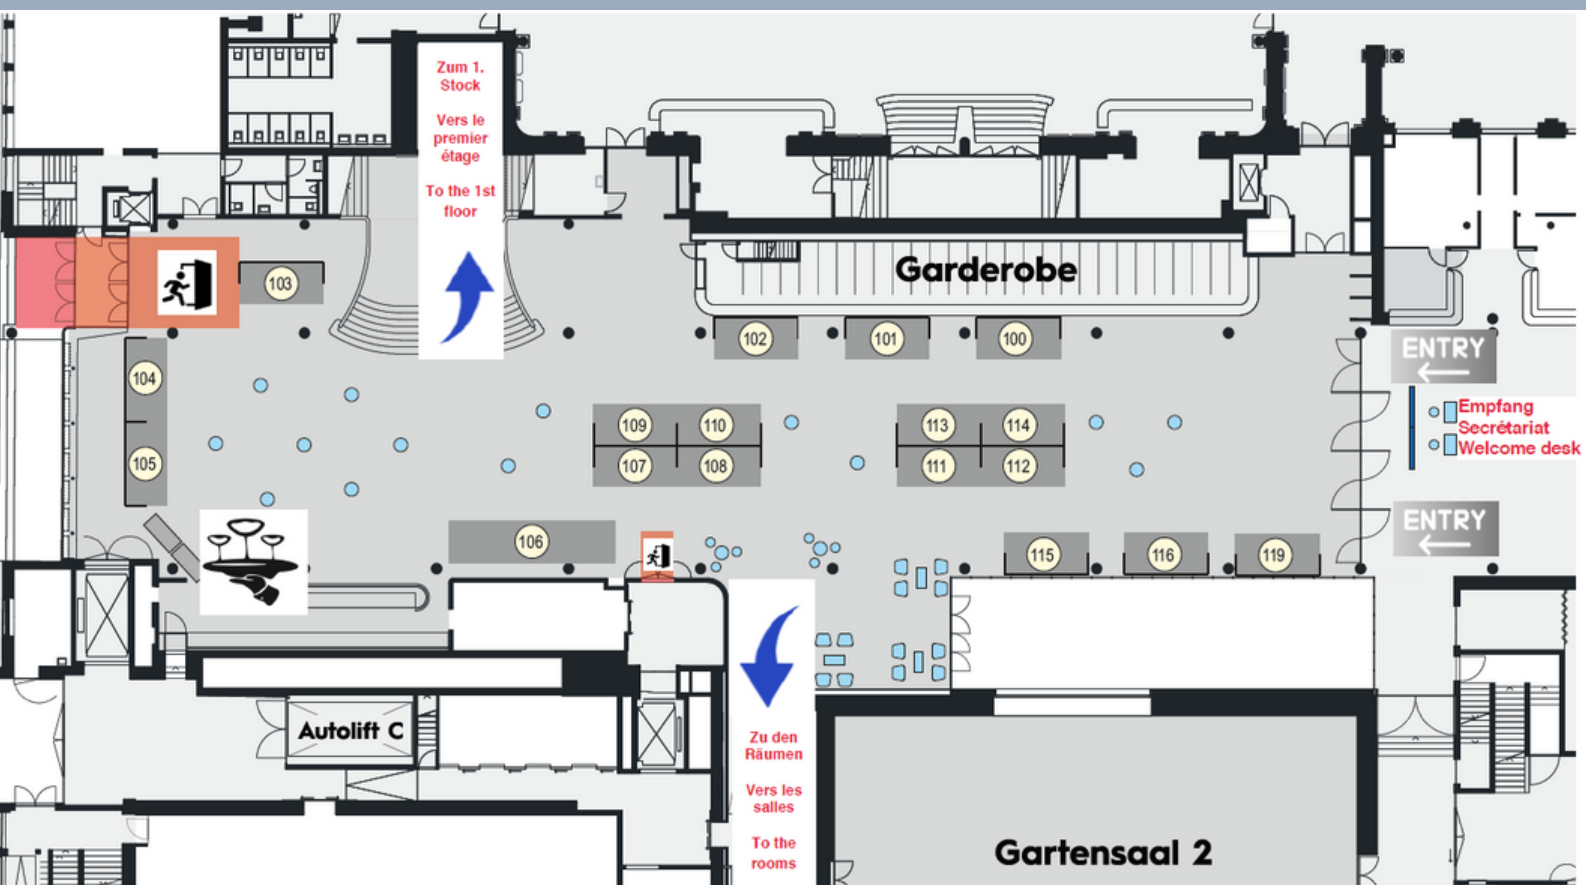 Zum 1.
Stock
Vers le
premier
étage
To the 1st
floor
Garderobe
103
102
101
100
ENTRY
104
105
109
110
107
108
113
114
111
112
Empfang
Secrétariat
Welcome desk
ENTRY
106
115
116
119
Autolift C
Zu den
Räumen
Vers les
salles
To the
rooms
Gartensaal 2